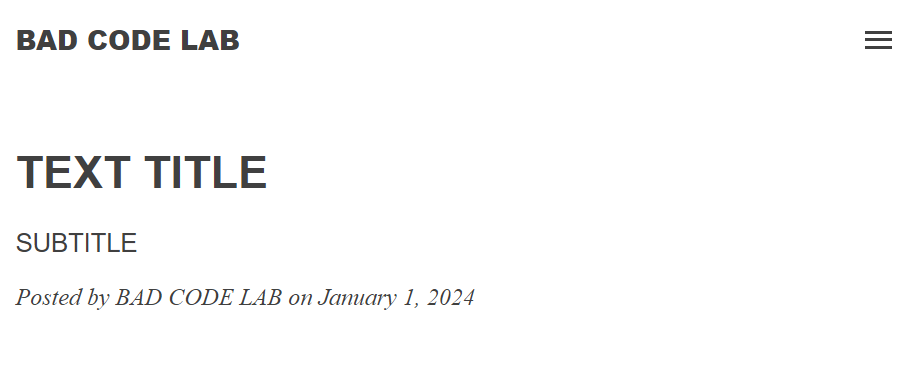 BAD CODE LAB
TEXT TITLE
SUBTITLE
Posted by BAD CODE LAB on January 1, 2024